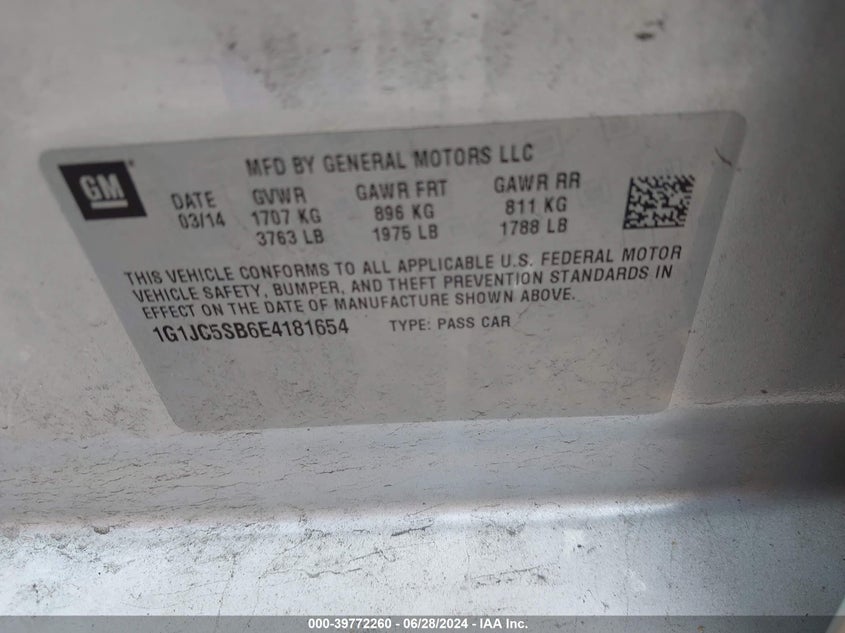 GM
MFD BY GENERAL MOTORS LLC
DATE GVWR GAWR FRT GAWR RR
03/14 1707 KG 896 KG 811 KG
3763 LB 1975 LB 1788 LB
THIS VEHICLE CONFORMS TO ALL APPLICABLE U.S. FEDERAL MOTOR
VEHICLE SAFETY, BUMPER, AND THEFT PREVENTION STANDARDS IN
EFFECT ON THE DATE OF MANUFACTURE SHOWN ABOVE.
1G1JC5SB6E4181654 TYPE: PASS CAR
000-39772260 - 06/28/2024 - IAA Inc.